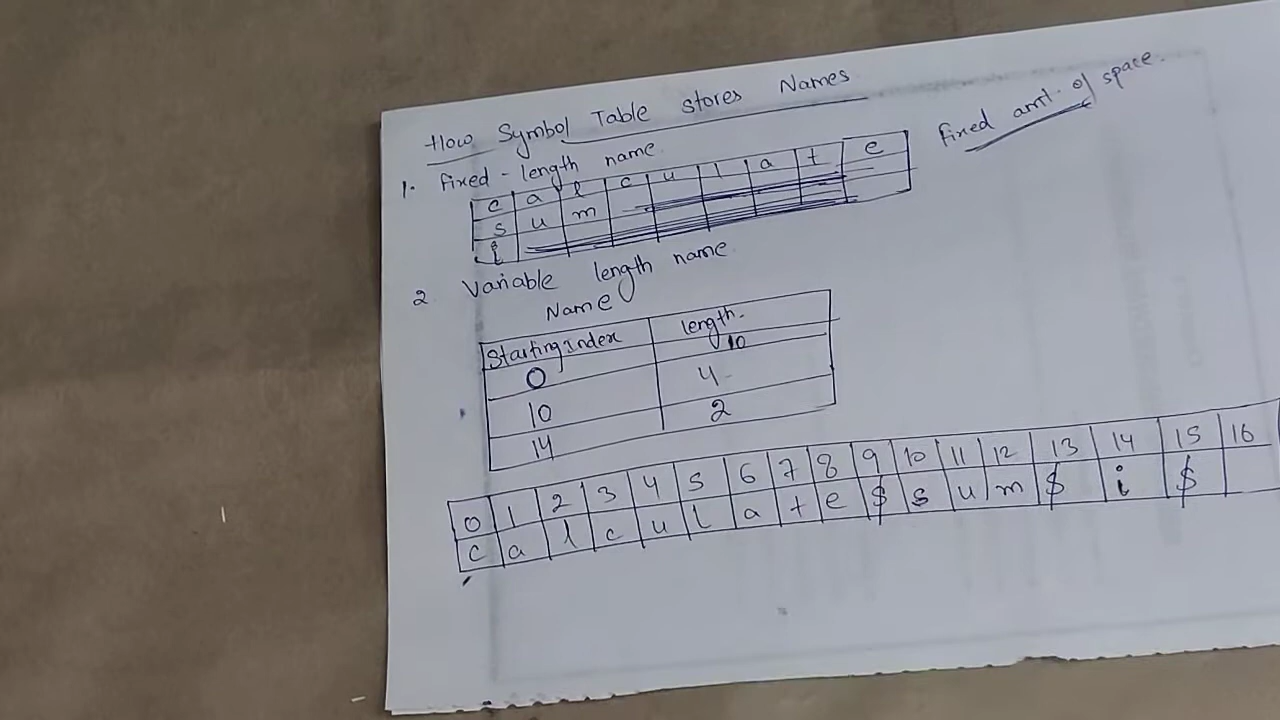 How Symbol Table stores Names
fixed amt. of space.
1. fixed-length name
c a l c u l a t e
s u m
i
2 Variable length name
Name
Starting Index length.
0 10
10 4
14 2
0 1 2 3 4 5 6 7 8 9 10 11 12 13 14 15 16
c a l c u l a t e $ s u m $ i $